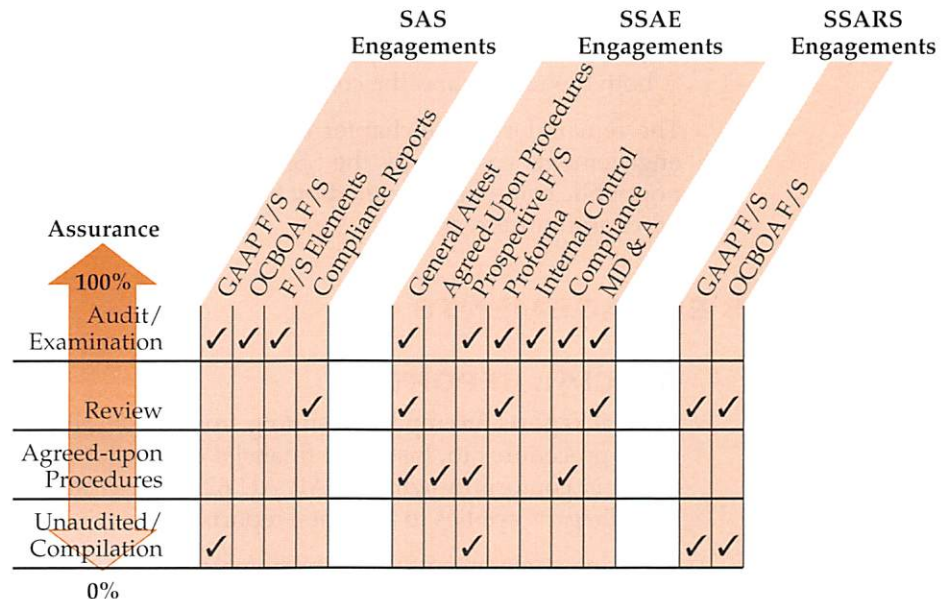 SAS
Engagements
SSAE
Engagements
SSARS
Engagements
GAAP F/S
OCBOA F/S
F/S Elements
Compliance Reports
General Attest
Agreed-Upon Procedures
Prospective F/S
Proforma
Internal Control
Compliance
MD & A
GAAP F/S
OCBOA F/S
Assurance
100%
Audit/
Examination
✓ ✓ ✓ ✓ ✓ ✓ ✓ ✓ ✓
Review
✓ ✓ ✓ ✓ ✓ ✓
Agreed-upon
Procedures
✓ ✓ ✓ ✓
Unaudited/
Compilation
✓ ✓ ✓ ✓
0%